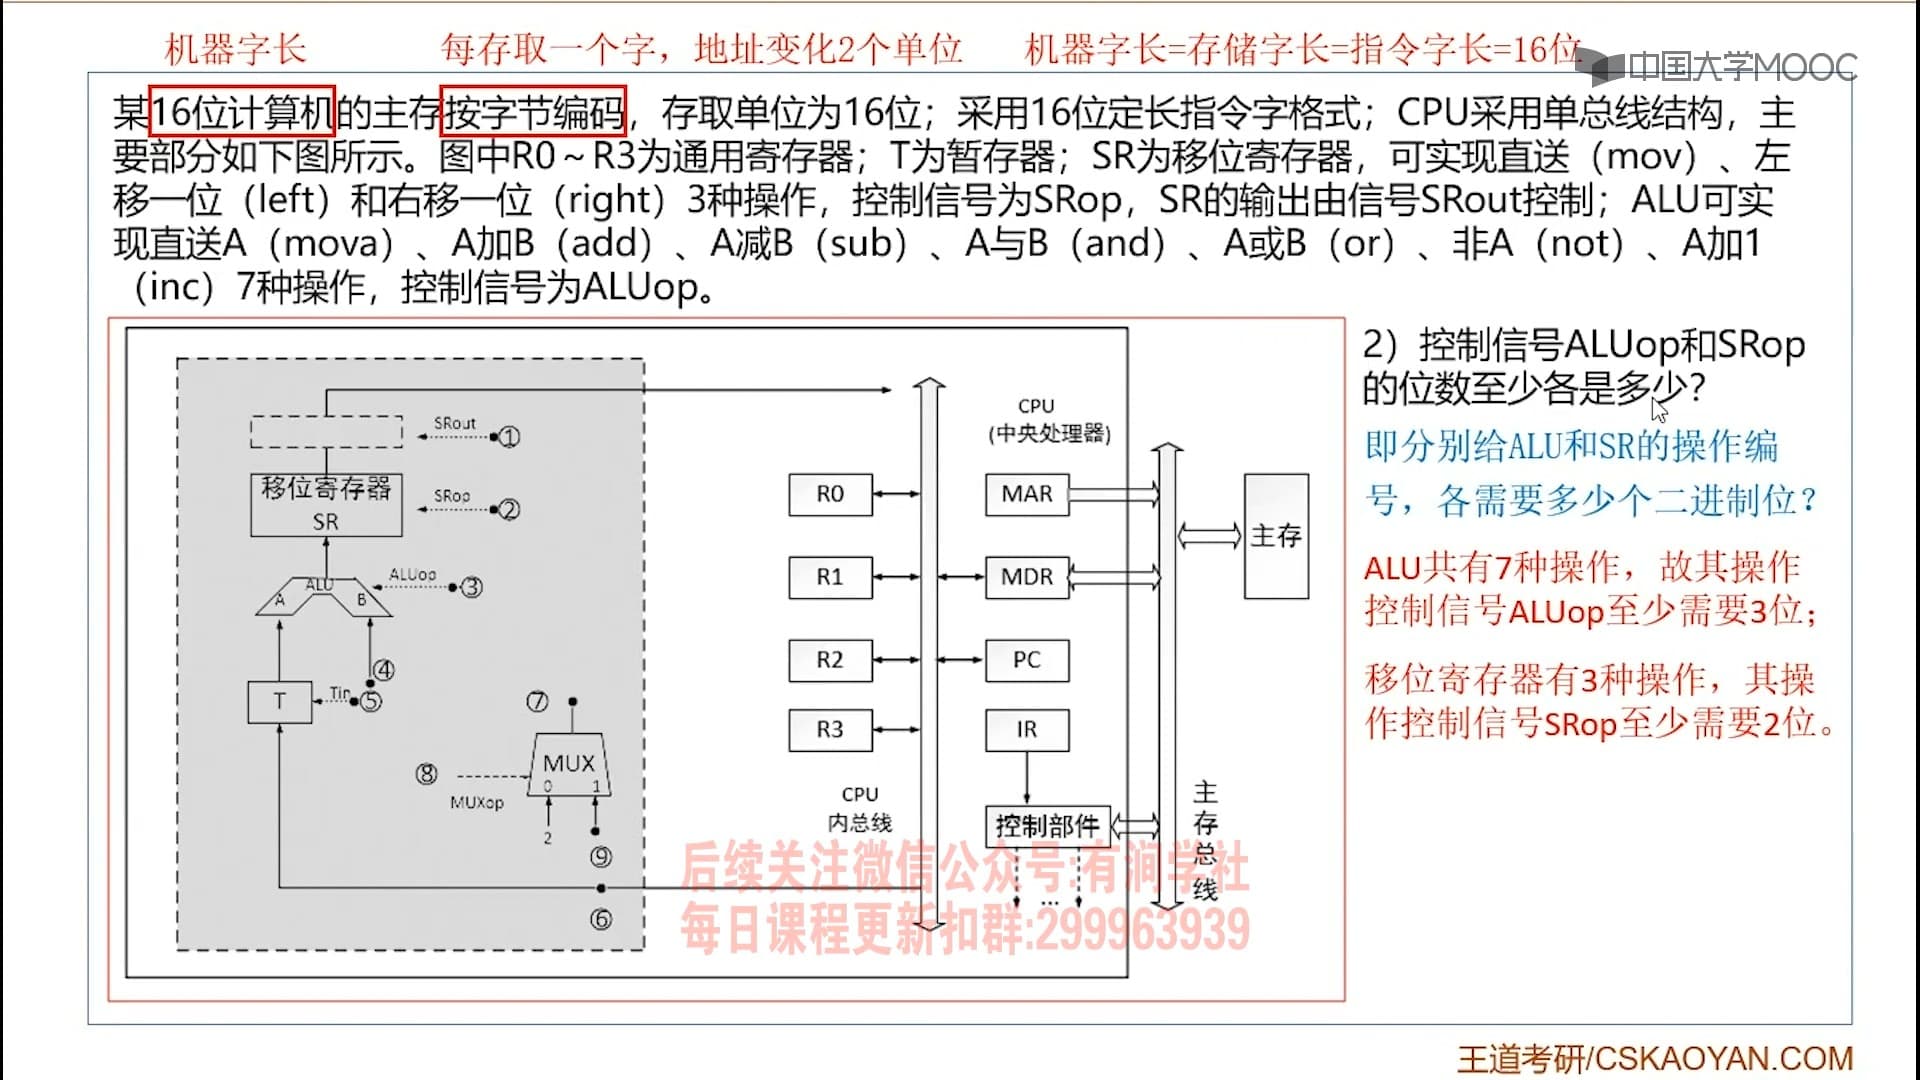 机器字长
每存取一个字，地址变化2个单位
机器字长=存储字长=指令字长=16位
中国大学MOOC
某16位计算机的主存按字节编码，存取单位为16位；采用16位定长指令字格式；CPU采用单总线结构，主
要部分如下图所示。图中R0～R3为通用寄存器；T为暂存器；SR为移位寄存器，可实现直送（mov）、左
移一位（left）和右移一位（right）3种操作，控制信号为SRop，SR的输出由信号SRout控制；ALU可实
现直送A（mova）、A加B（add）、A减B（sub）、A与B（and）、A或B（or）、非A（not）、A加1
（inc）7种操作，控制信号为ALUop。
2）控制信号ALUop和SRop
的位数至少各是多少？
即分别给ALU和SR的操作编
号，各需要多少个二进制位？
ALU共有7种操作，故其操作
控制信号ALUop至少需要3位；
移位寄存器有3种操作，其操
作控制信号SRop至少需要2位。
SRout
①
移位寄存器
SR
SRop
②
ALU
A
B
ALUop
③
④
T
Tin
⑤
⑦
MUX
0
1
⑧
MUXop
2
⑨
⑥
CPU
(中央处理器)
R0
MAR
R1
MDR
主存
R2
PC
R3
IR
CPU
内总线
控制部件
...
主
存
总
线
后续关注微信公众号:有涧学社
每日课程更新扣群:299963939
王道考研/CSKAOYAN.COM